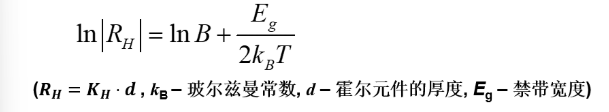 ln|R_H| = ln B + E_g / 2k_BT
(R_H = K_H · d , k_B – 玻尔兹曼常数, d – 霍尔元件的厚度, E_g – 禁带宽度)